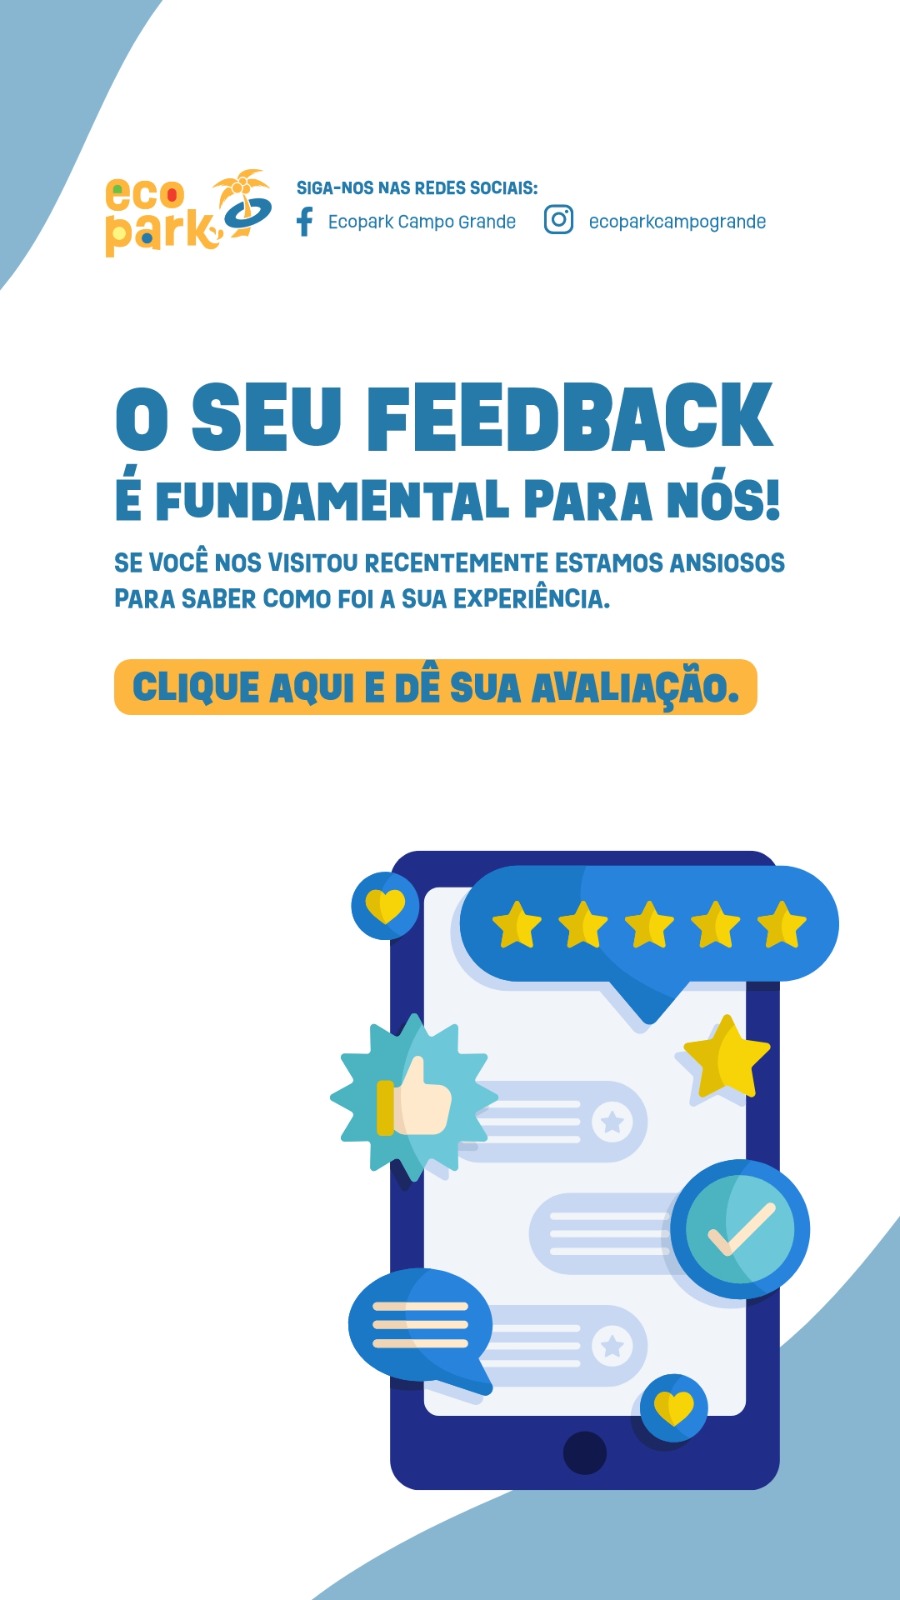 eco
park
SIGA-NOS NAS REDES SOCIAIS:
Ecopark Campo Grande ecoparkcampogrande
O SEU FEEDBACK
É FUNDAMENTAL PARA NÓS!
SE VOCÊ NOS VISITOU RECENTEMENTE ESTAMOS ANSIOSOS
PARA SABER COMO FOI A SUA EXPERIÊNCIA.
CLIQUE AQUI E DÊ SUA AVALIAÇÃO.